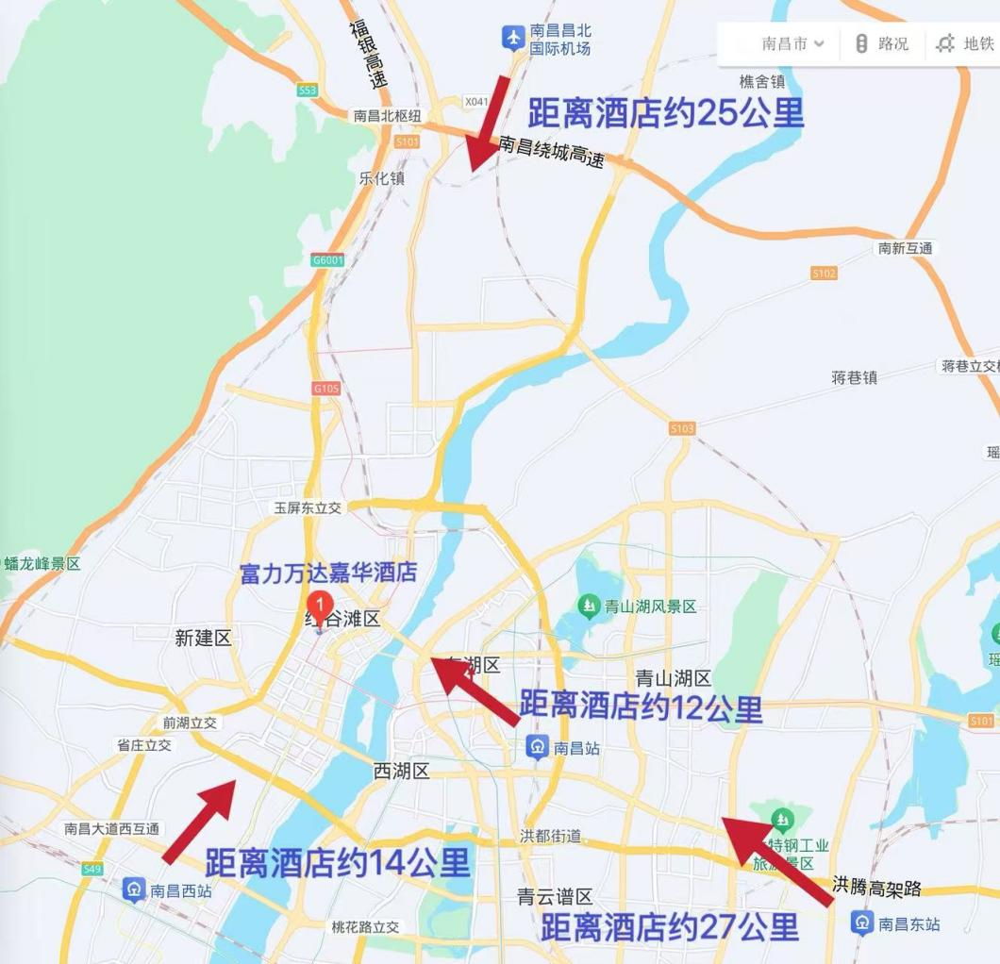 福银高速
南昌昌北
国际机场
南昌市
路况
地铁
樵舍镇
S53
X041
距离酒店约25公里
南昌北枢纽
S101
南昌绕城高速
乐化镇
南新互通
G6001
S102
蒋巷立交
蒋巷镇
G105
S103
瑶
玉屏东立交
蟠龙峰景区
富力万达嘉华酒店
1
红谷滩区
青山湖风景区
新建区
东湖区
青山湖区
瑶
距离酒店约12公里
S101
前湖立交
省庄立交
南昌站
西湖区
南昌大道西互通
洪都街道
特钢工业
旅游景区
距离酒店约14公里
S49
南昌西站
青云谱区
洪腾高架路
桃花路立交
距离酒店约27公里
南昌东站